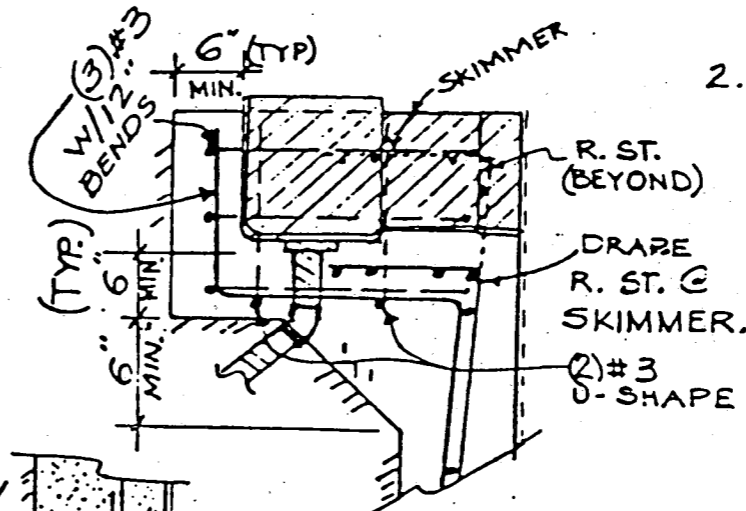 6" (TYP)
MIN.
SKIMMER
2.
(3)#3
W/12"
BENDS
R. ST.
(BEYOND)
DRAPE
R. ST. @
SKIMMER.
(2)#3
U-SHAPE
(TYP.)
6" MIN.
6" MIN.